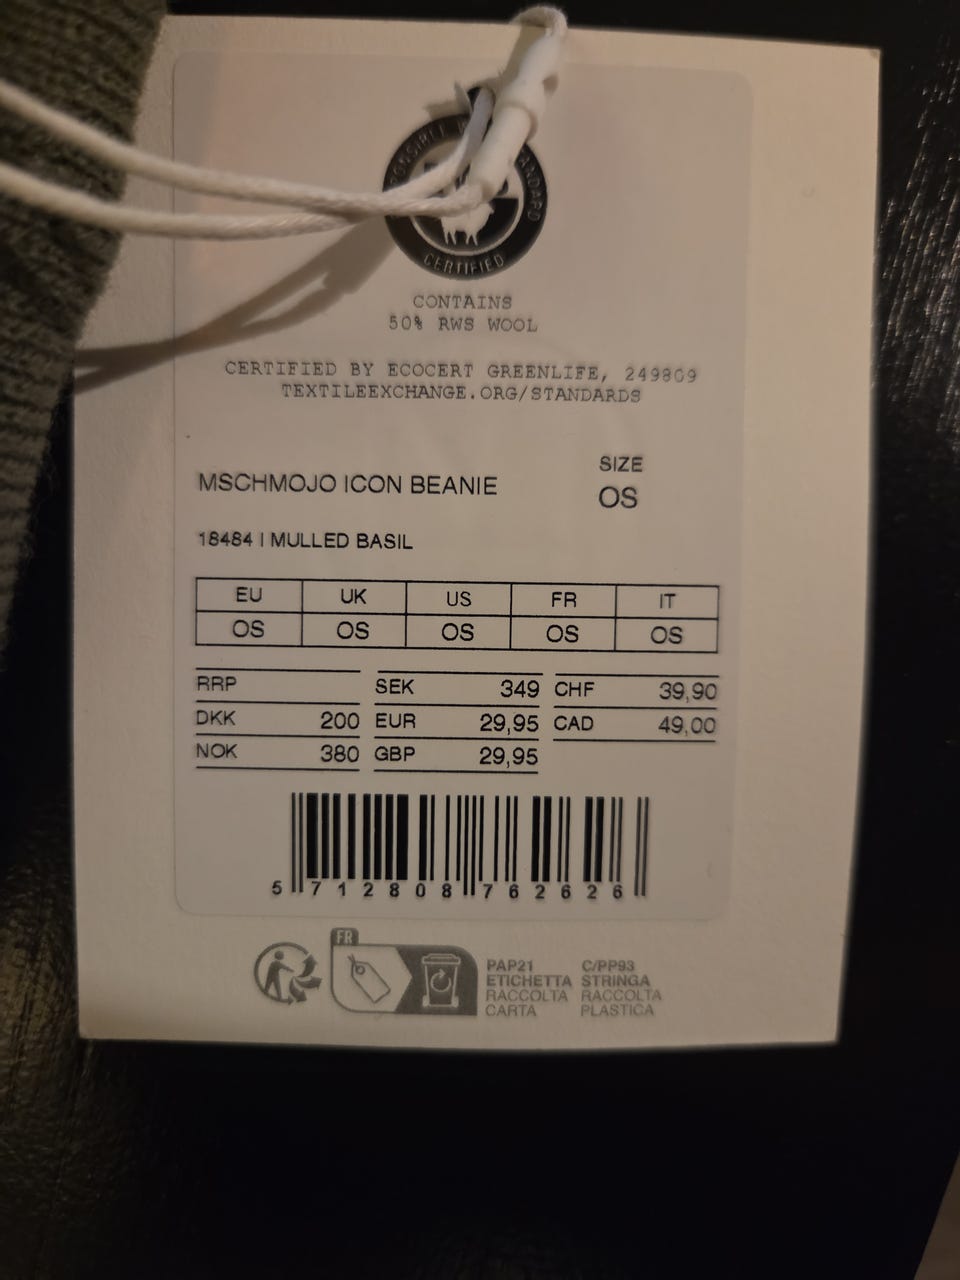 CERTIFIED
CONTAINS
50% RWS WOOL
CERTIFIED BY ECOCERT GREENLIFE, 249809
TEXTILEEXCHANGE.ORG/STANDARDS
SIZE
MSCHMOJO ICON BEANIE
OS
18484 | MULLED BASIL
EU UK US FR IT
OS OS OS OS OS
RRP SEK 349 CHF 39,90
DKK 200 EUR 29,95 CAD 49,00
NOK 380 GBP 29,95
5 712808 762626
FR
PAP21 C/PP93
ETICHETTA STRINGA
RACCOLTA RACCOLTA
CARTA PLASTICA